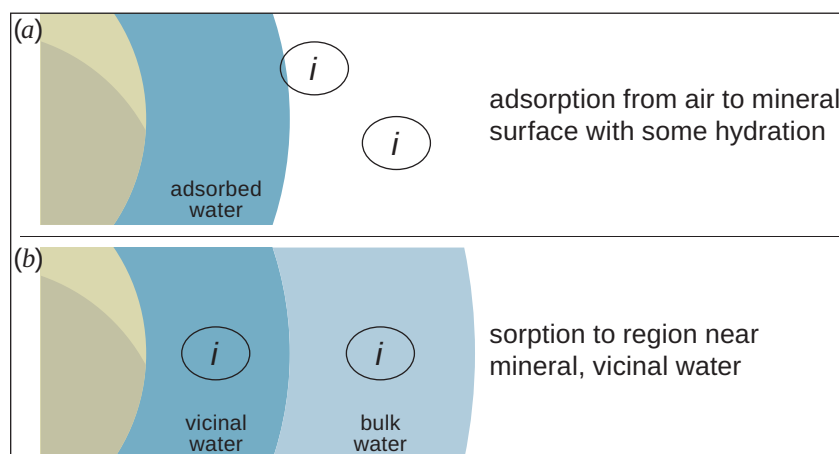 (a)
i
i
adsorption from air to mineral
surface with some hydration
adsorbed
water
(b)
i
i
sorption to region near
mineral, vicinal water
vicinal
water
bulk
water